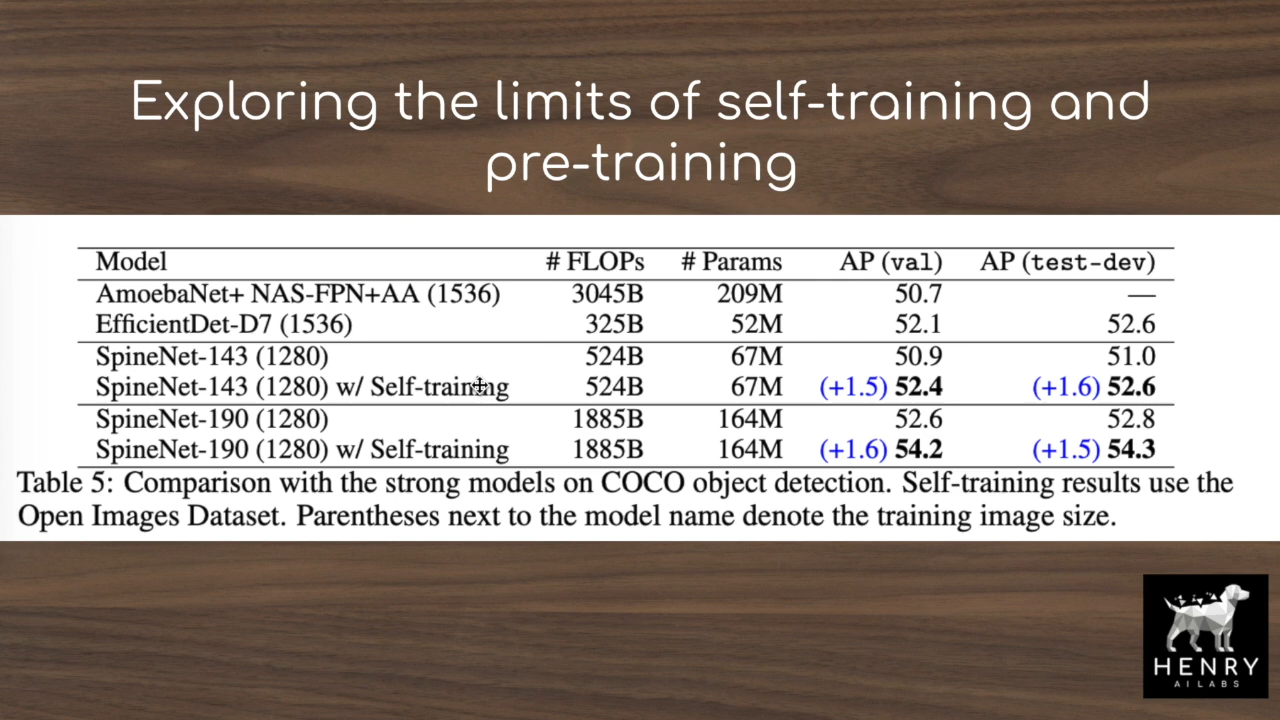 Exploring the limits of self-training and
pre-training
Model # FLOPs # Params AP (val) AP (test-dev)
AmoebaNet+ NAS-FPN+AA (1536) 3045B 209M 50.7 —
EfficientDet-D7 (1536) 325B 52M 52.1 52.6
SpineNet-143 (1280) 524B 67M 50.9 51.0
SpineNet-143 (1280) w/ Self-training 524B 67M (+1.5) 52.4 (+1.6) 52.6
SpineNet-190 (1280) 1885B 164M 52.6 52.8
SpineNet-190 (1280) w/ Self-training 1885B 164M (+1.6) 54.2 (+1.5) 54.3
Table 5: Comparison with the strong models on COCO object detection. Self-training results use the
Open Images Dataset. Parentheses next to the model name denote the training image size.
HENRY
AI LABS